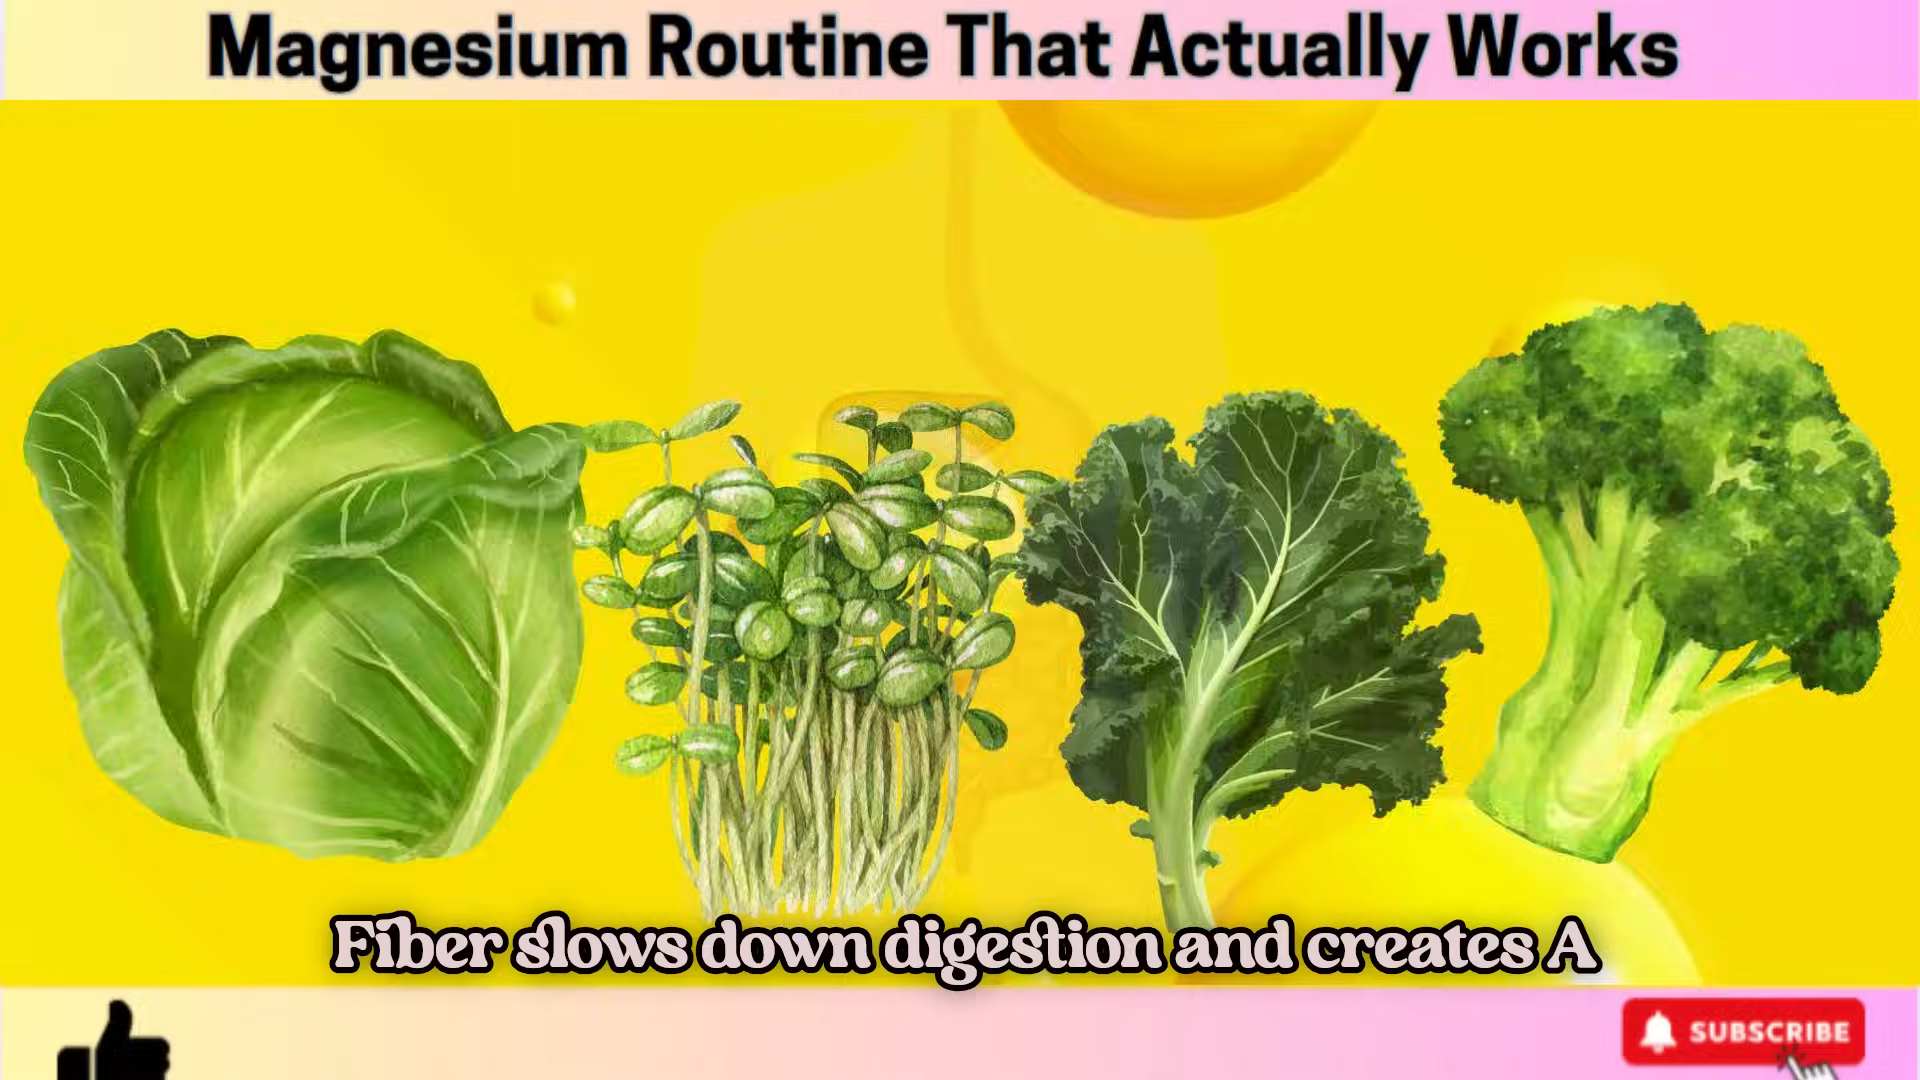 Magnesium Routine That Actually Works
Fiber slows down digestion and creates A
SUBSCRIBE